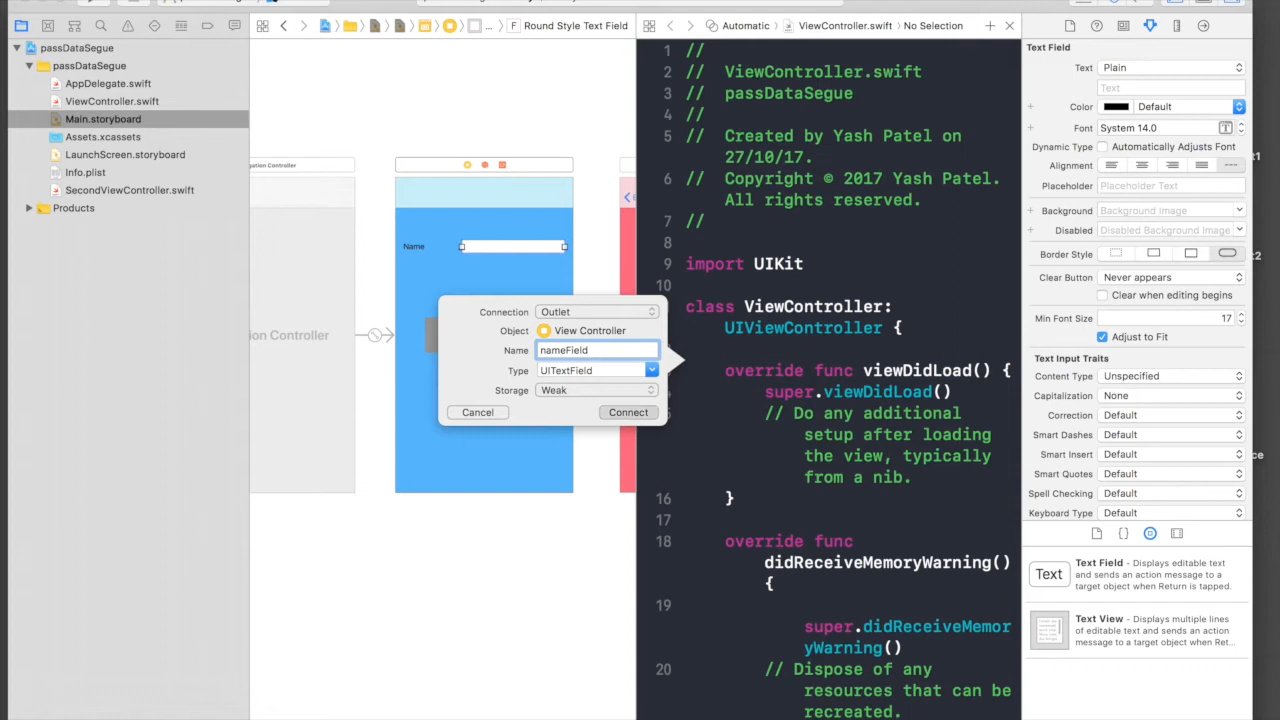 Round Style Text Field
Automatic
ViewController.swift
No Selection
passDataSegue
passDataSegue
AppDelegate.swift
ViewController.swift
Main.storyboard
Assets.xcassets
LaunchScreen.storyboard
Info.plist
SecondViewController.swift
Products
igation Controller
ion Controller
Name
Connection Outlet
Object View Controller
Name nameField
Type UITextField
Storage Weak
Cancel Connect
1 //
2 // ViewController.swift
3 // passDataSegue
4 //
5 // Created by Yash Patel on
27/10/17.
6 // Copyright © 2017 Yash Patel.
All rights reserved.
7 //
8
9 import UIKit
10
class ViewController:
UIViewController {
override func viewDidLoad() {
super.viewDidLoad()
// Do any additional
setup after loading
the view, typically
from a nib.
16 }
17
18 override func
didReceiveMemoryWarning()
{
19
super.didReceiveMemor
yWarning()
20 // Dispose of any
resources that can be
recreated.
Text Field
Text Plain
Text
Color Default
Font System 14.0
Dynamic Type Automatically Adjusts Font
Alignment
Placeholder Placeholder Text
Background Background Image
Disabled Disabled Background Image
Border Style
Clear Button Never appears
Clear when editing begins
Min Font Size 17
Adjust to Fit
Text Input Traits
Content Type Unspecified
Capitalization None
Correction Default
Smart Dashes Default
Smart Insert Default
Smart Quotes Default
Spell Checking Default
Keyboard Type Default
Text
Text Field - Displays editable text
and sends an action message to a
target object when Return is tapped.
Text View - Displays multiple lines
of editable text and sends an action
message to a target object when Ret...